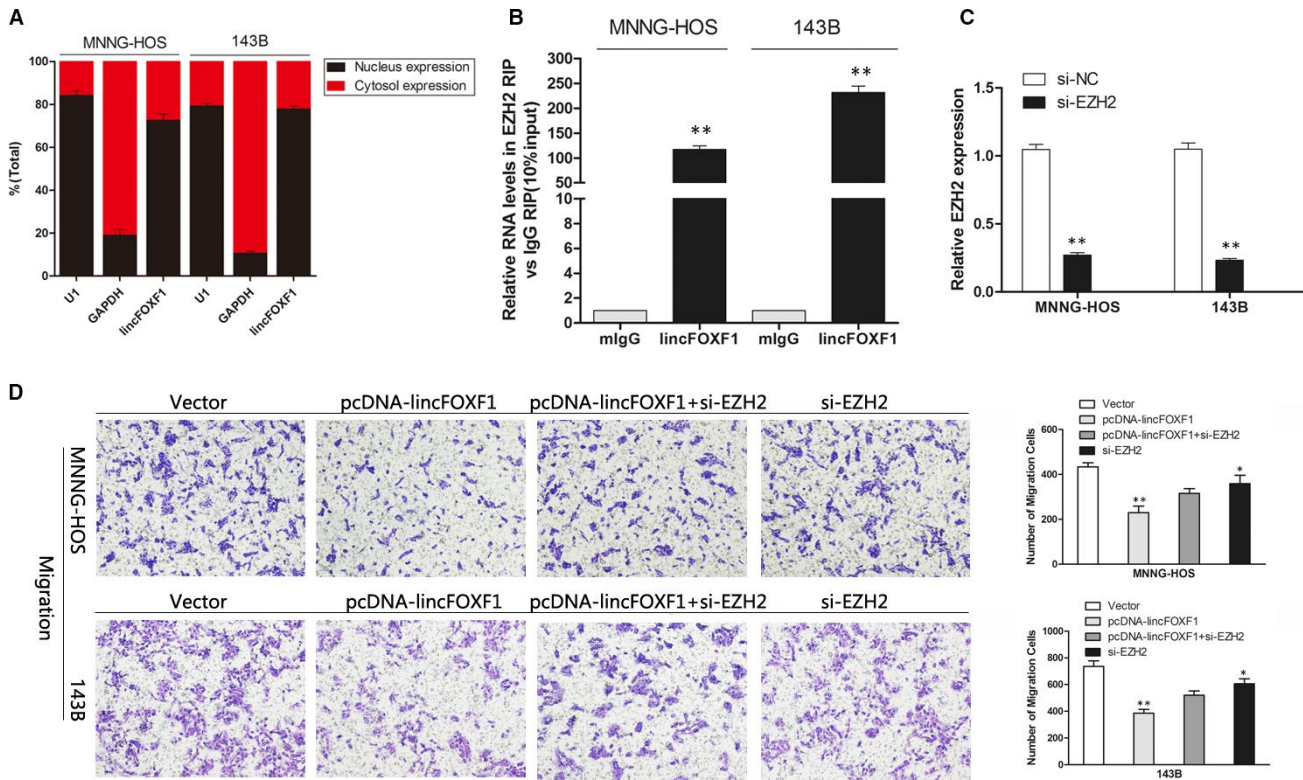 A
MNNG-HOS 143B
Nucleus expression
Cytosol expression
%(Total)
100
80
60
40
20
0
U1 GAPDH lincFOXF1 U1 GAPDH lincFOXF1
B
MNNG-HOS 143B
Relative RNA levels in EZH2 RIP
vs IgG RIP(10%input)
300
250
200
150
100
50
10
8
6
4
2
0
**
**
mIgG lincFOXF1 mIgG lincFOXF1
C
si-NC
si-EZH2
Relative EZH2 expression
1.5
1.0
0.5
0.0
** **
MNNG-HOS 143B
D
Migration
MNNG-HOS
Vector pcDNA-lincFOXF1 pcDNA-lincFOXF1+si-EZH2 si-EZH2
143B
Vector pcDNA-lincFOXF1 pcDNA-lincFOXF1+si-EZH2 si-EZH2
Vector
pcDNA-lincFOXF1
pcDNA-lincFOXF1+si-EZH2
si-EZH2
Number of Migration Cells
600
400
200
0
** *
MNNG-HOS
Vector
pcDNA-lincFOXF1
pcDNA-lincFOXF1+si-EZH2
si-EZH2
Number of Migration Cells
1000
800
600
400
200
0
** *
143B